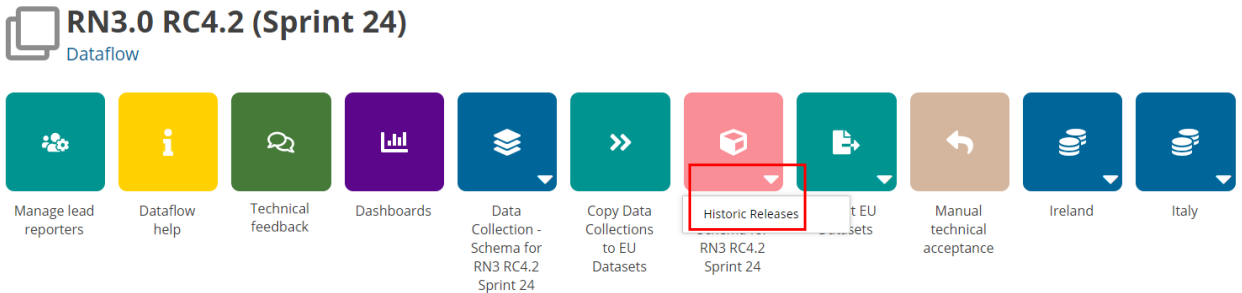 RN3.0 RC4.2 (Sprint 24)
Dataflow
Manage lead
reporters
Dataflow
help
Technical
feedback
Dashboards
Data
Collection -
Schema for
RN3 RC4.2
Sprint 24
Copy Data
Collections
to EU
Datasets
Historic Releases
RN3 RC4.2
Sprint 24
EU
Manual
technical
acceptance
Ireland
Italy